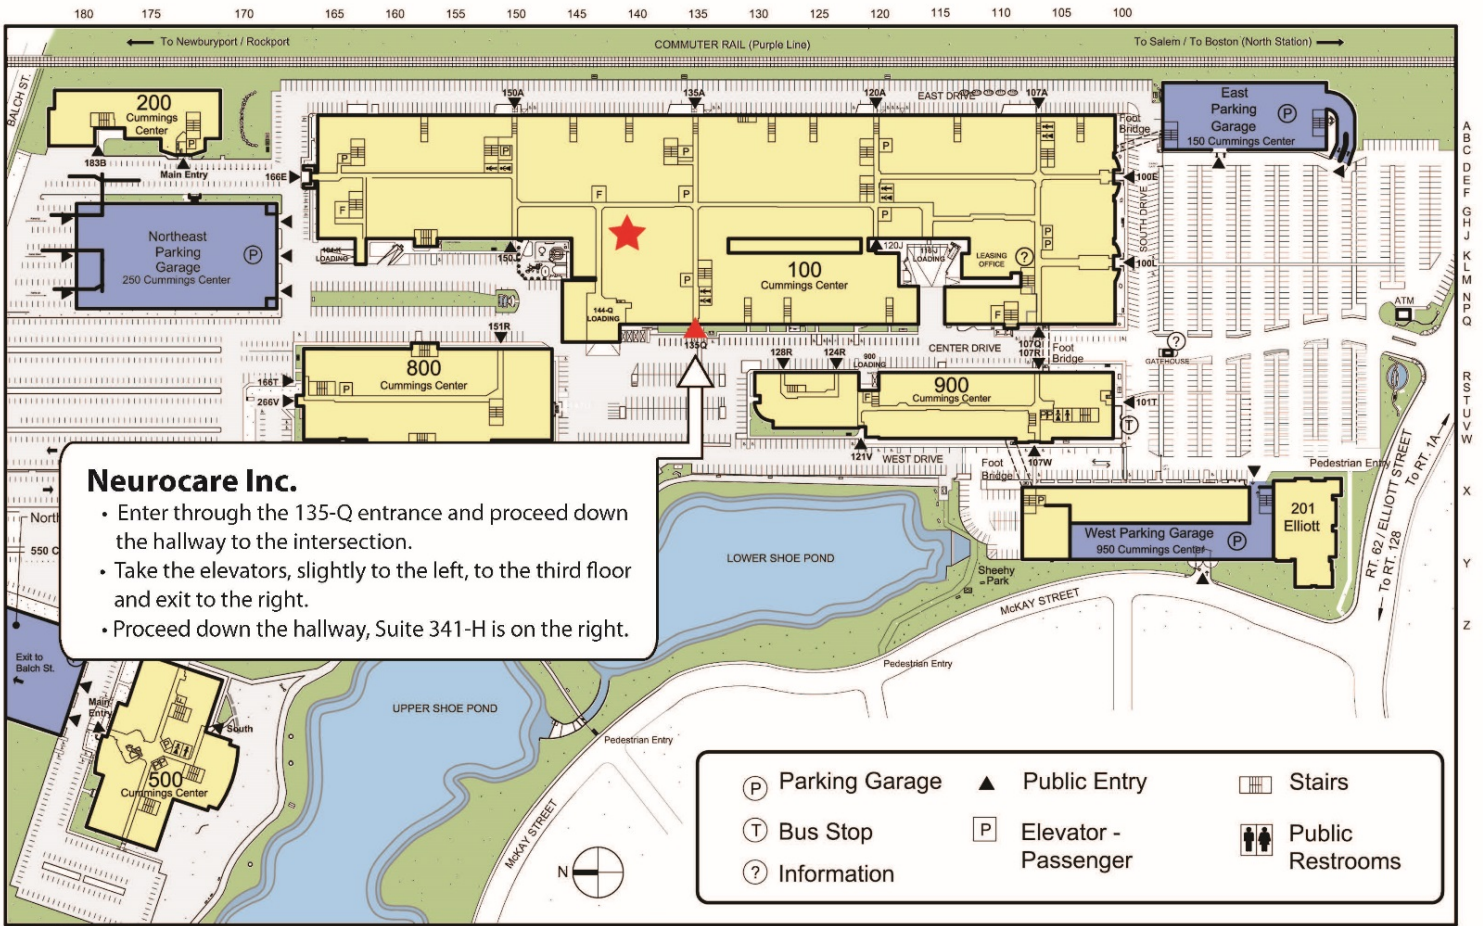 180 175 170 165 160 155 150 145 140 135 130 125 120 115 110 105 100
To Newburyport / Rockport
COMMUTER RAIL (Purple Line)
To Salem / To Boston (North Station)
BALCH ST.
200
Cummings
Center
P
183B
Main Entry
150A
135A
120A
EAST DRIVE
107A
Foot
Bridge
East
Parking
Garage
P
150 Cummings Center
A
B
C
D
E
F
G
H
J
K
L
M
N
P
Q
R
S
T
U
V
W
X
Y
Z
166E
100E
SOUTH DRIVE
P
P
P
P
F
F
P
P
P
P
Northeast
Parking
Garage
P
250 Cummings Center
LOADING
150J
120J
LOADING
LEASING
OFFICE
?
100L
100
Cummings Center
144-Q
LOADING
F
135Q
151R
800
Cummings Center
P
166T
266V
128R
124R
900
LOADING
CENTER DRIVE
107Q
107R
Foot
Bridge
?
GATEHOUSE
ATM
900
Cummings Center
F
P
101T
T
121V
WEST DRIVE
107W
Foot
Bridge
Pedestrian Entry
RT. 62 / ELLIOTT STREET
To RT. 1A
To RT. 128
Neurocare Inc.
• Enter through the 135-Q entrance and proceed down
the hallway to the intersection.
• Take the elevators, slightly to the left, to the third floor
and exit to the right.
• Proceed down the hallway, Suite 341-H is on the right.
North
550 C
P
West Parking Garage
950 Cummings Center
P
201
Elliott
LOWER SHOE POND
Sheehy
Park
McKAY STREET
Pedestrian Entry
Exit to
Balch St.
Main
Entry
South
P
500
Cummings Center
UPPER SHOE POND
Pedestrian Entry
McKAY STREET
N
P Parking Garage
T Bus Stop
? Information
Public Entry
P Elevator -
Passenger
Stairs
Public
Restrooms